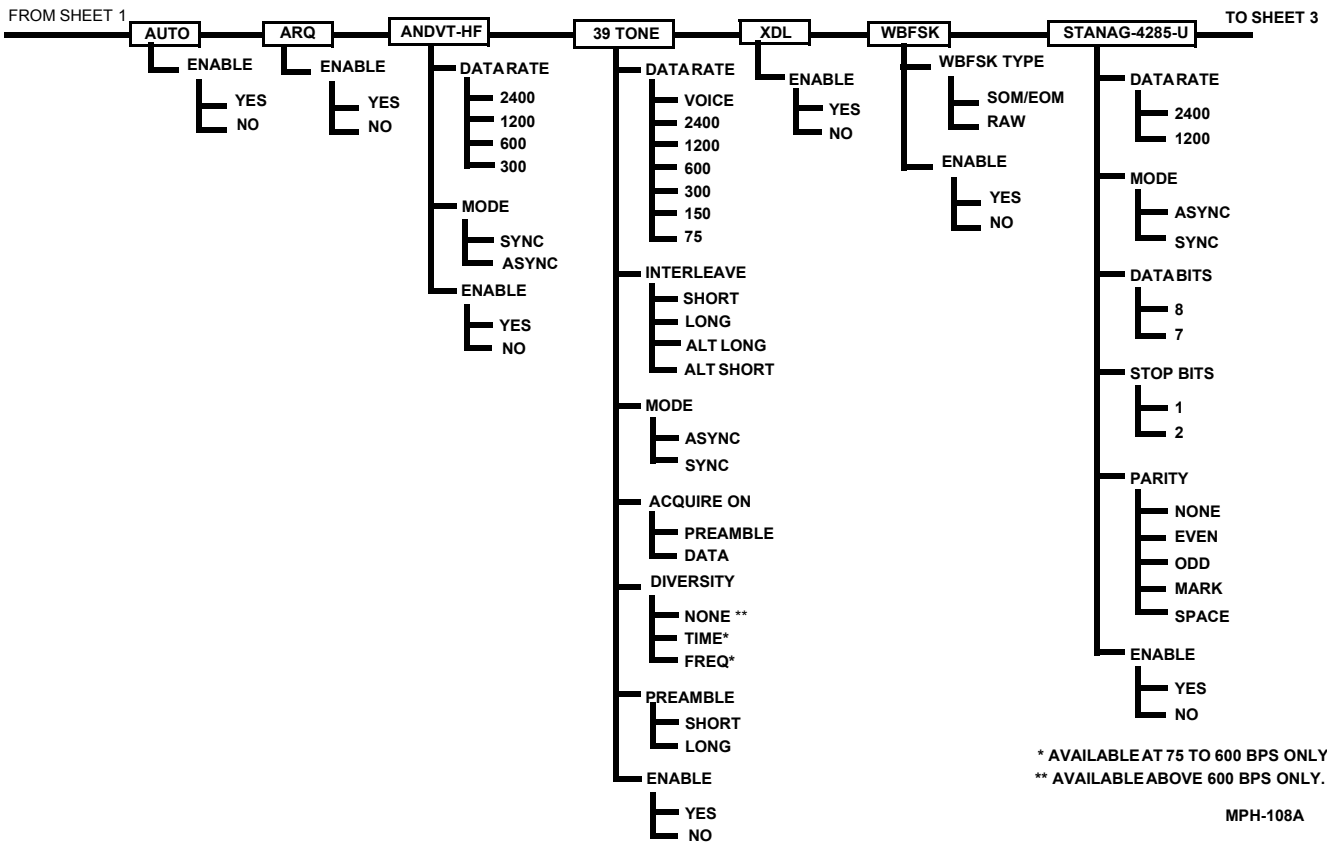 FROM SHEET 1
TO SHEET 3
AUTO
ENABLE
YES
NO
ARQ
ENABLE
YES
NO
ANDVT-HF
DATA RATE
2400
1200
600
300
MODE
SYNC
ASYNC
ENABLE
YES
NO
39 TONE
DATA RATE
VOICE
2400
1200
600
300
150
75
INTERLEAVE
SHORT
LONG
ALT LONG
ALT SHORT
MODE
ASYNC
SYNC
ACQUIRE ON
PREAMBLE
DATA
DIVERSITY
NONE **
TIME*
FREQ*
PREAMBLE
SHORT
LONG
ENABLE
YES
NO
XDL
ENABLE
YES
NO
WBFSK
WBFSK TYPE
SOM/EOM
RAW
ENABLE
YES
NO
STANAG-4285-U
DATA RATE
2400
1200
MODE
ASYNC
SYNC
DATA BITS
8
7
STOP BITS
1
2
PARITY
NONE
EVEN
ODD
MARK
SPACE
ENABLE
YES
NO
* AVAILABLE AT 75 TO 600 BPS ONLY
** AVAILABLE ABOVE 600 BPS ONLY.
MPH-108A